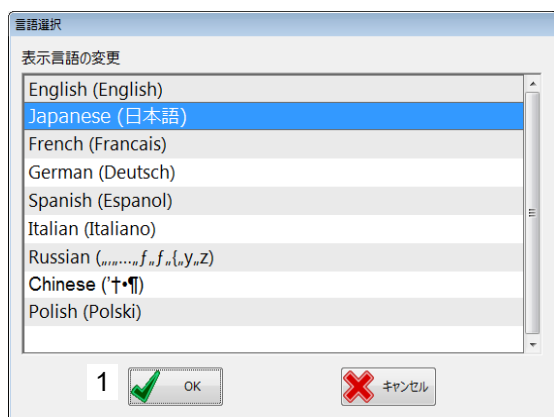 言語選択
表示言語の変更
English (English)
Japanese (日本語)
French (Francais)
German (Deutsch)
Spanish (Espanol)
Italian (Italiano)
Russian („‚„…„ƒ„ƒ„{„y„z)
Chinese ('†•¶)
Polish (Polski)
1 OK キャンセル